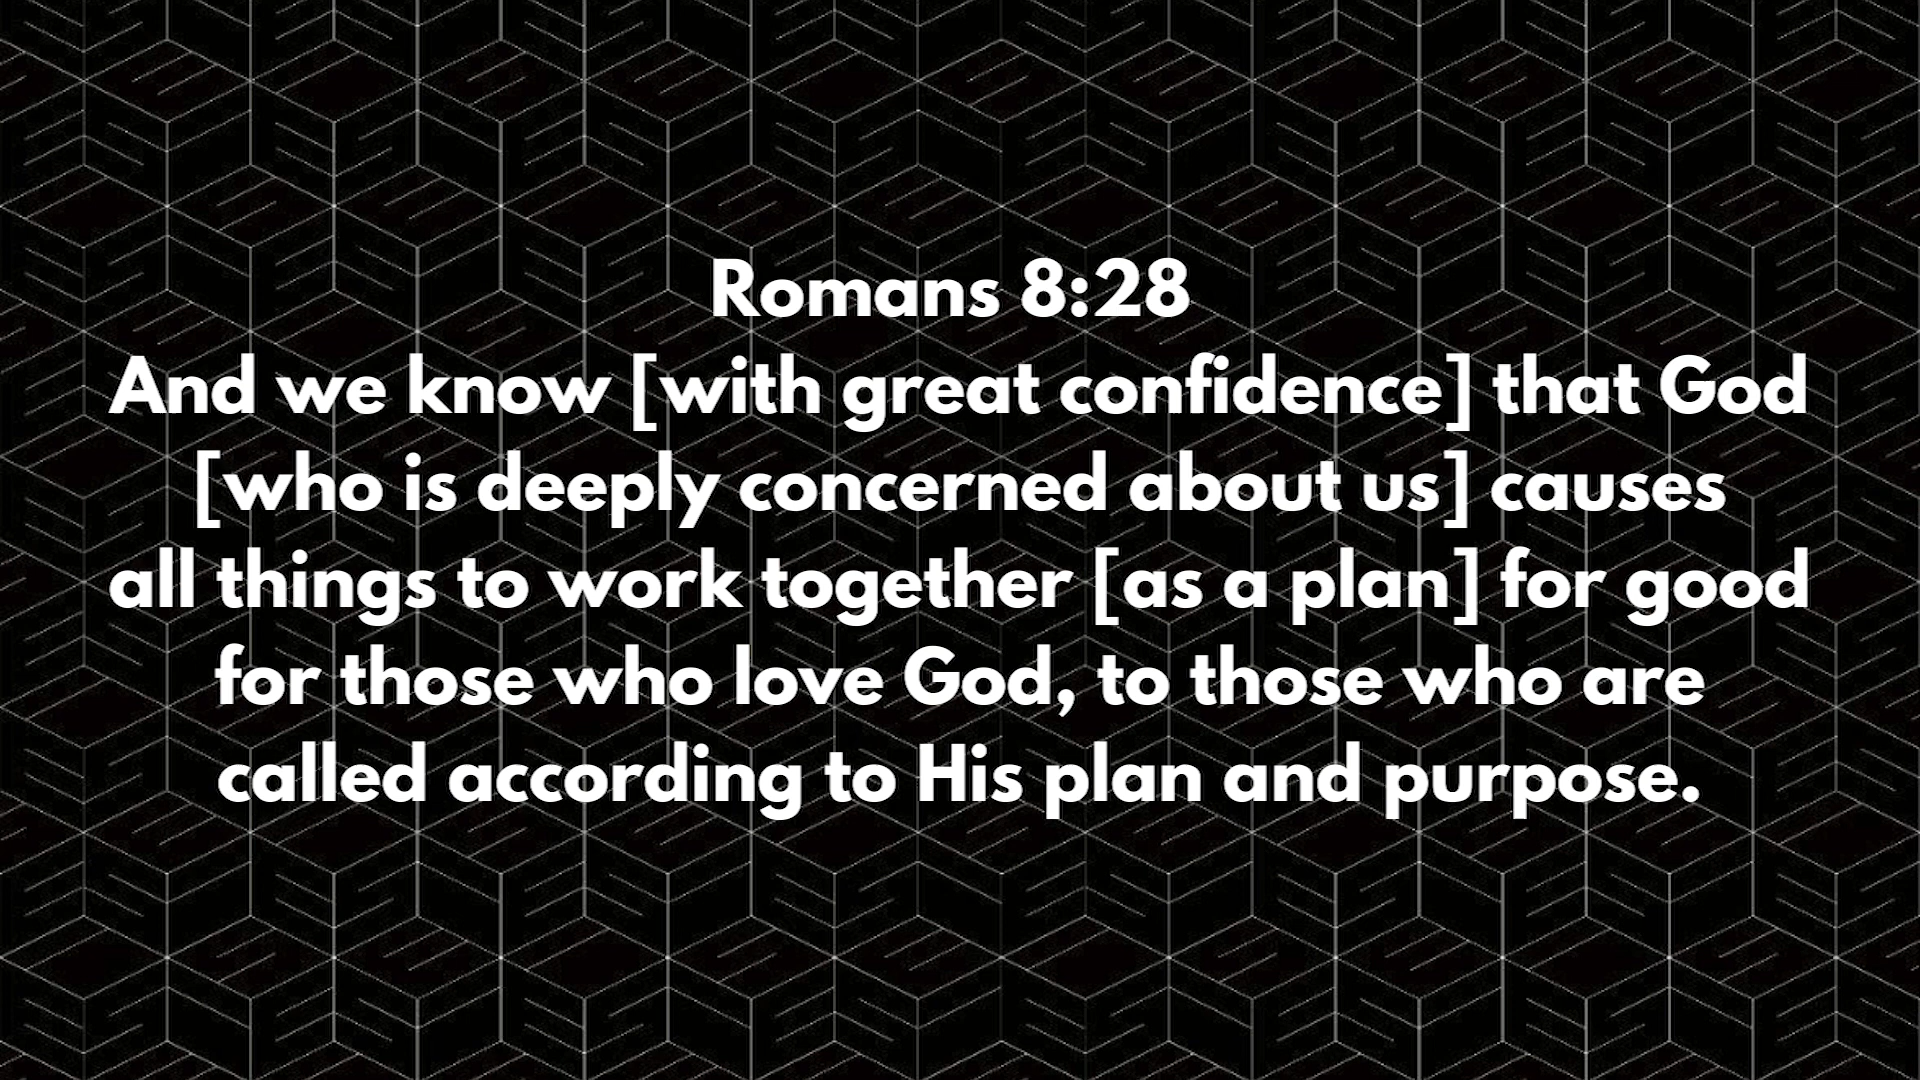 Romans 8:28
And we know [with great confidence] that God
[who is deeply concerned about us] causes
all things to work together [as a plan] for good
for those who love God, to those who are
called according to His plan and purpose.